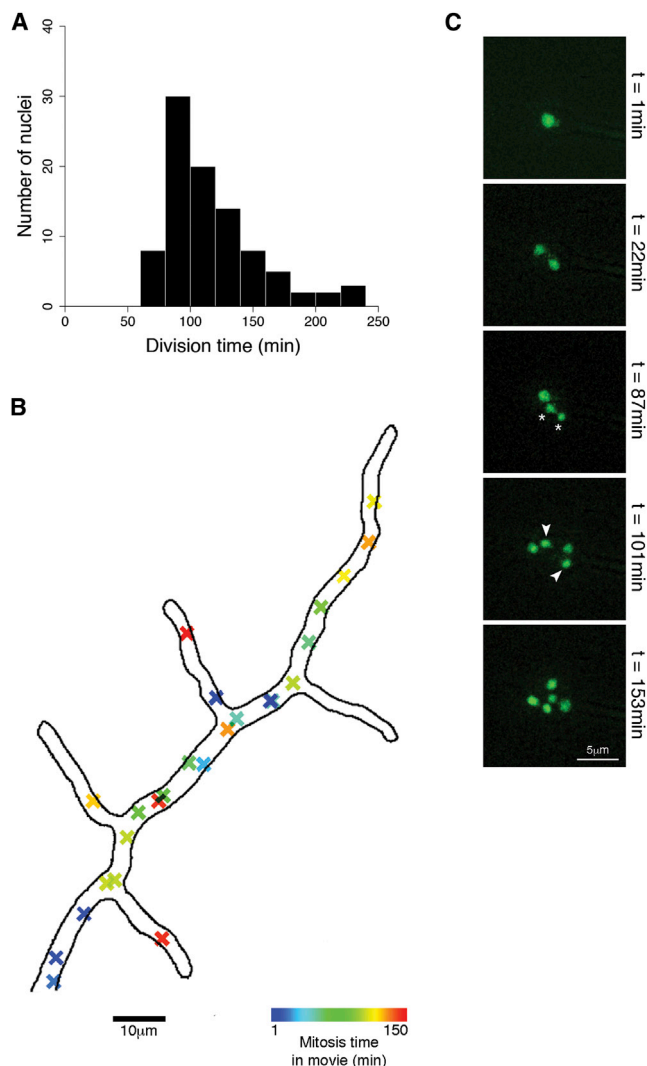 A
40
30
20
10
0
Number of nuclei
0 50 100 150 200 250
Division time (min)
B
10μm
1 150
Mitosis time
in movie (min)
C
t = 1min
t = 22min
* *
t = 87min
t = 101min
t = 153min
5μm